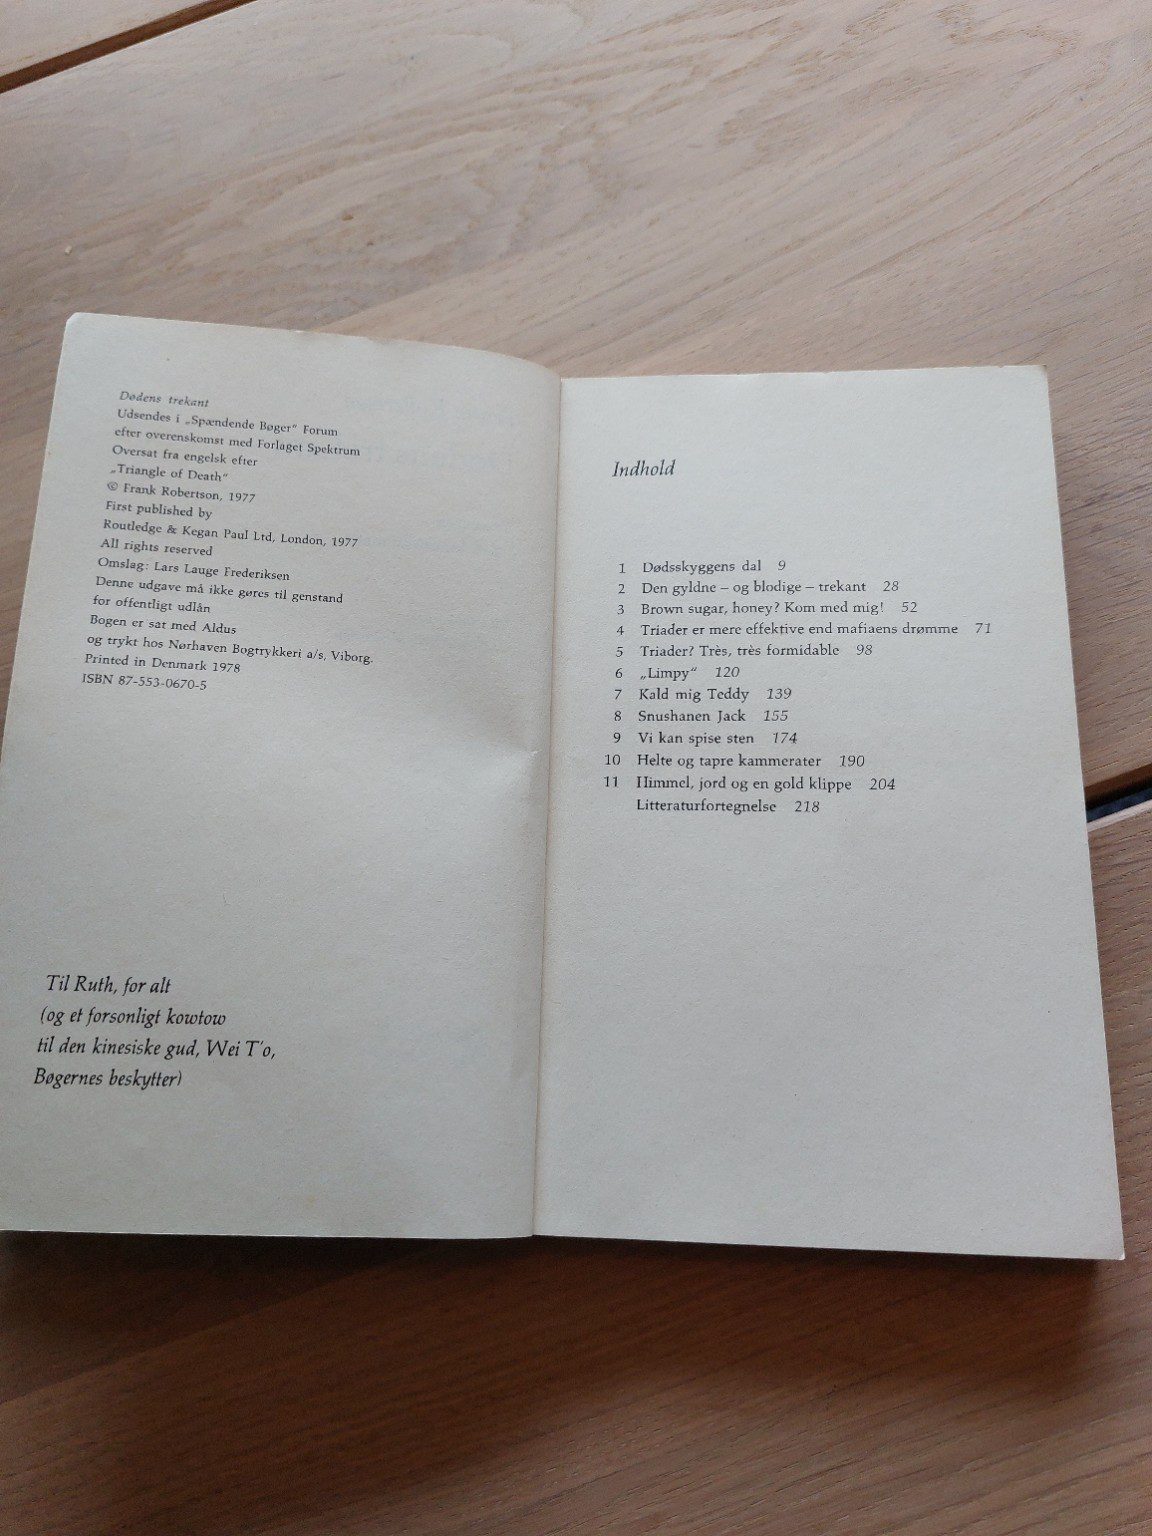 Dødens trekant
Udsendes i „Spændende Bøger“ Forum
efter overenskomst med Forlaget Spektrum
Oversat fra engelsk efter
„Triangle of Death“
© Frank Robertson, 1977
First published by
Routledge & Kegan Paul Ltd, London, 1977
All rights reserved
Omslag: Lars Lauge Frederiksen
Denne udgave må ikke gøres til genstand
for offentligt udlån
Bogen er sat med Aldus
og trykt hos Nørhaven Bogtrykkeri a/s, Viborg.
Printed in Denmark 1978
ISBN 87-553-0670-5
Til Ruth, for alt
(og et forsonligt kowtow
til den kinesiske gud, Wei T'o,
Bøgernes beskytter)
Indhold
1 Dødsskyggens dal 9
2 Den gyldne – og blodige – trekant 28
3 Brown sugar, honey? Kom med mig! 52
4 Triader er mere effektive end mafiaens drømme 71
5 Triader? Très, très formidable 98
6 „Limpy“ 120
7 Kald mig Teddy 139
8 Snushanen Jack 155
9 Vi kan spise sten 174
10 Helte og tapre kammerater 190
11 Himmel, jord og en gold klippe 204
Litteraturfortegnelse 218